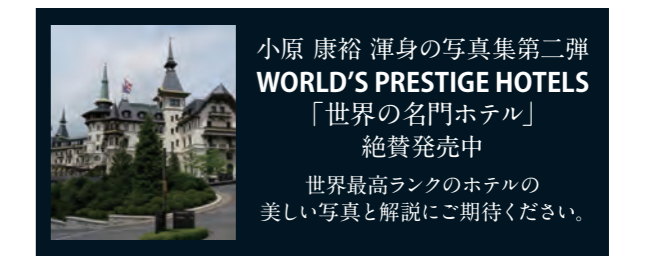 小原 康裕 渾身の写真集第二弾
WORLD'S PRESTIGE HOTELS
「世界の名門ホテル」
絶賛発売中
世界最高ランクのホテルの
美しい写真と解説にご期待ください。